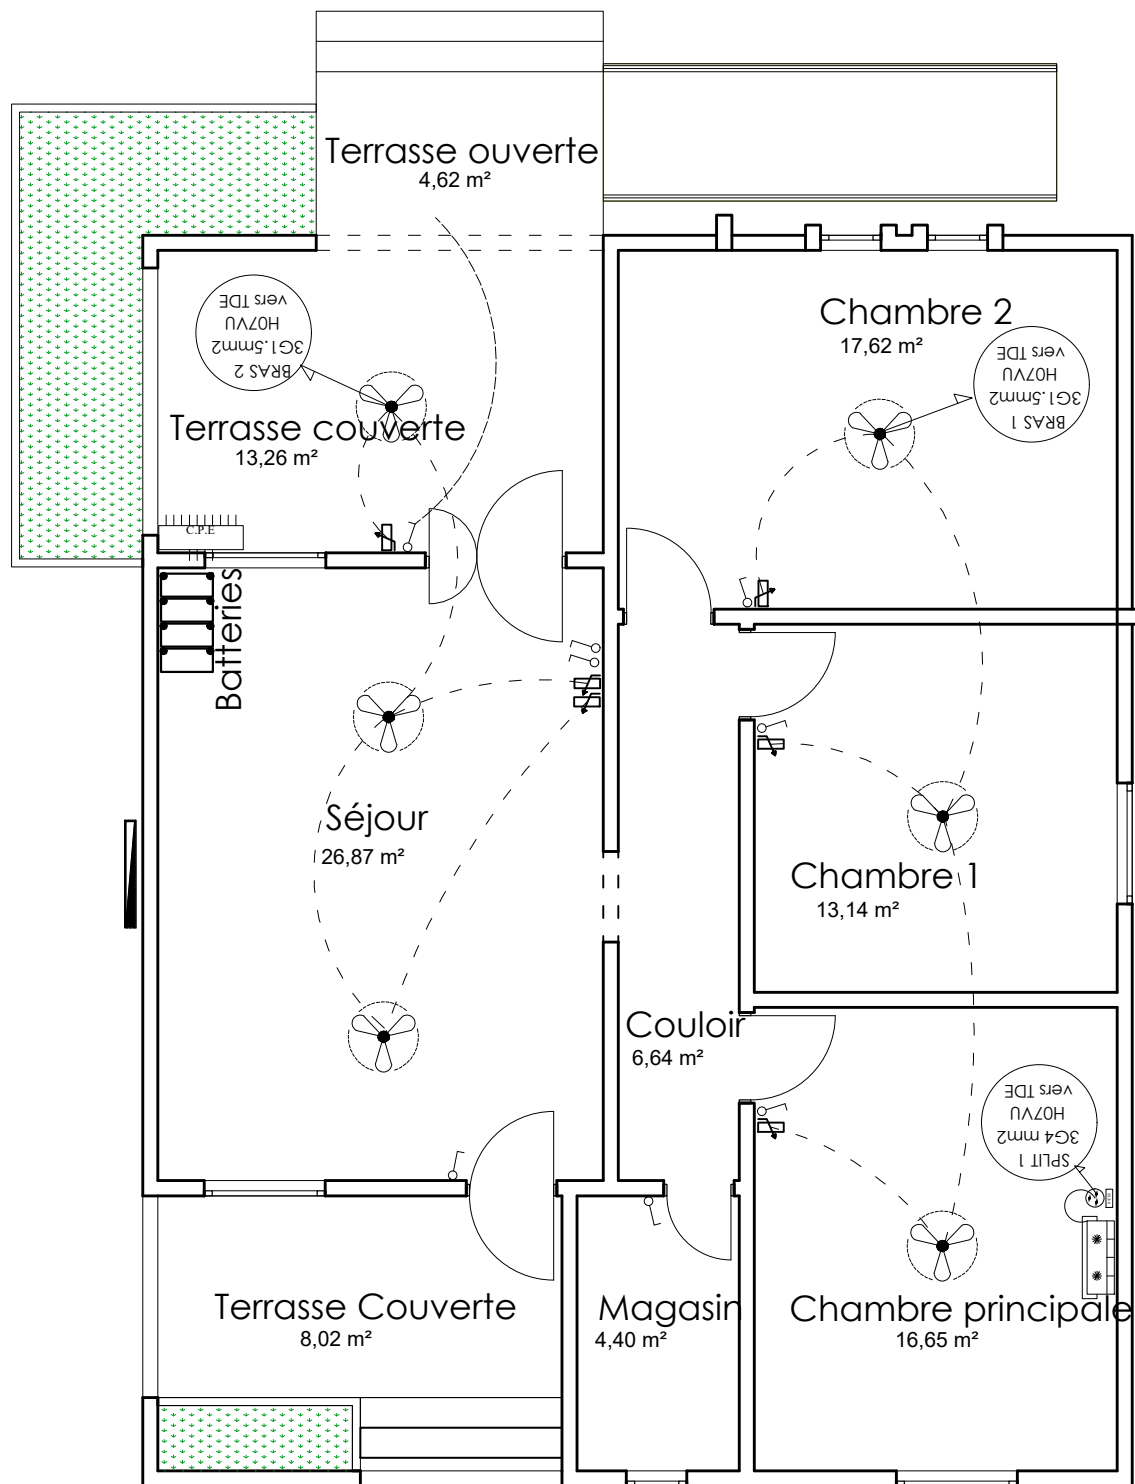 Terrasse ouverte
4,62 m²
BRAS 2
3G1.5mm2
H07VU
vers TDE
Chambre 2
17,62 m²
BRAS 1
3G1.5mm2
H07VU
vers TDE
Terrasse couverte
13,26 m²
C.P.E
Batteries
Séjour
26,87 m²
Chambre 1
13,14 m²
Couloir
6,64 m²
SPLIT 1
3G4 mm2
H07VU
vers TDE
Terrasse Couverte
8,02 m²
Magasin
4,40 m²
Chambre principale
16,65 m²